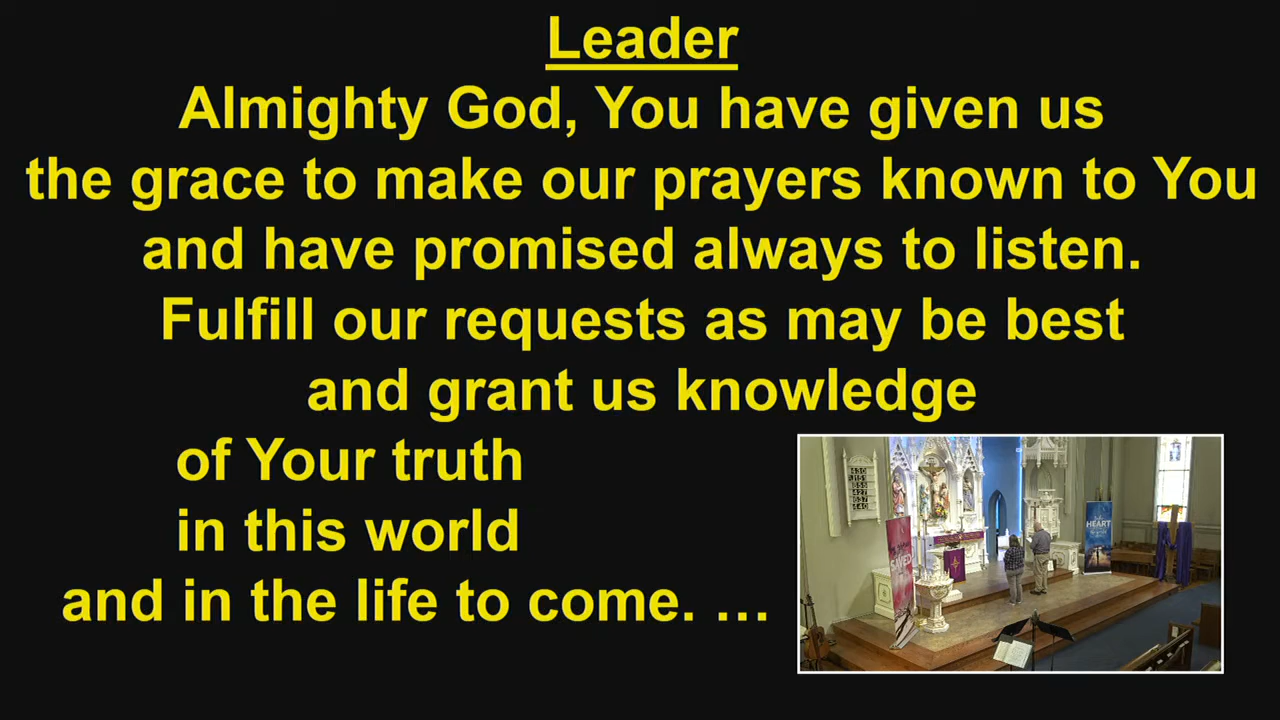 Leader
Almighty God, You have given us
the grace to make our prayers known to You
and have promised always to listen.
Fulfill our requests as may be best
and grant us knowledge
of Your truth
in this world
and in the life to come. …
HEART
SAVED